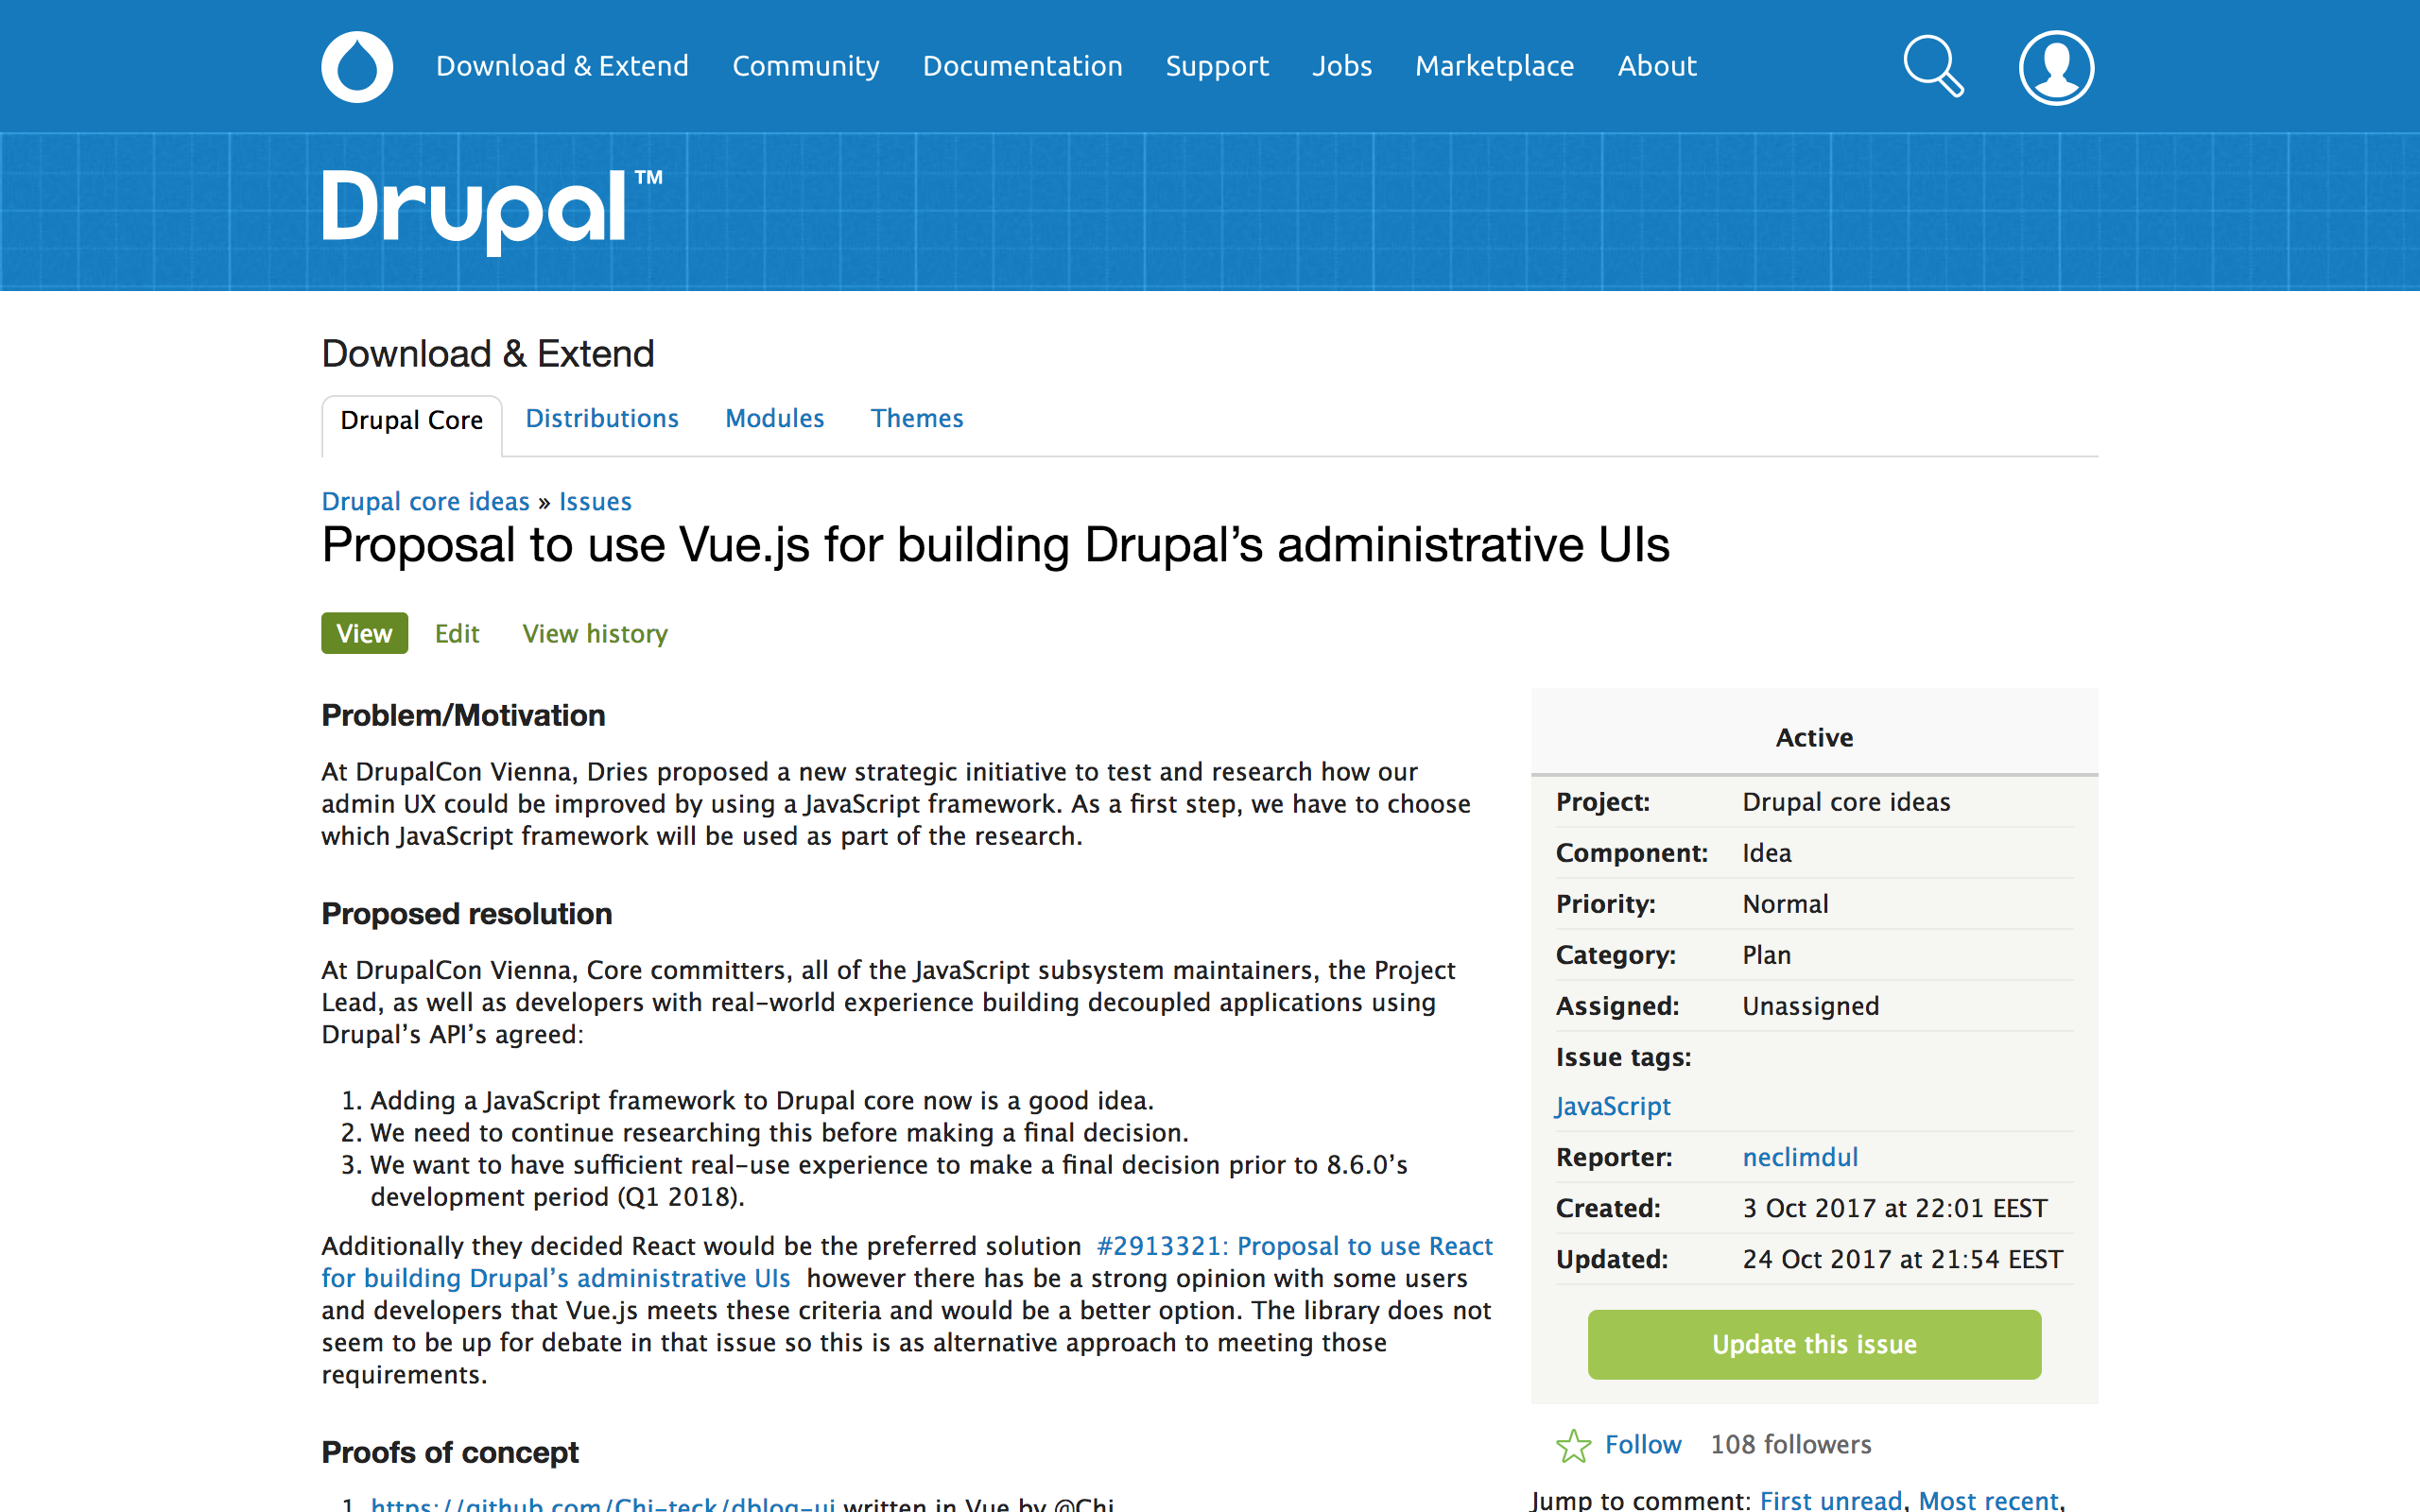 Download & Extend Community Documentation Support Jobs Marketplace About
Drupal™
Download & Extend
Drupal Core Distributions Modules Themes
Drupal core ideas » Issues
Proposal to use Vue.js for building Drupal’s administrative UIs
View Edit View history
Problem/Motivation
At DrupalCon Vienna, Dries proposed a new strategic initiative to test and research how our
admin UX could be improved by using a JavaScript framework. As a first step, we have to choose
which JavaScript framework will be used as part of the research.
Proposed resolution
At DrupalCon Vienna, Core committers, all of the JavaScript subsystem maintainers, the Project
Lead, as well as developers with real-world experience building decoupled applications using
Drupal’s API’s agreed:
1. Adding a JavaScript framework to Drupal core now is a good idea.
2. We need to continue researching this before making a final decision.
3. We want to have sufficient real-use experience to make a final decision prior to 8.6.0’s
development period (Q1 2018).
Additionally they decided React would be the preferred solution #2913321: Proposal to use React
for building Drupal’s administrative UIs however there has be a strong opinion with some users
and developers that Vue.js meets these criteria and would be a better option. The library does not
seem to be up for debate in that issue so this is as alternative approach to meeting those
requirements.
Proofs of concept
1. https://github.com/Chi-teck/dblog-ui written in Vue by @Chi
Active
Project: Drupal core ideas
Component: Idea
Priority: Normal
Category: Plan
Assigned: Unassigned
Issue tags:
JavaScript
Reporter: neclimdul
Created: 3 Oct 2017 at 22:01 EEST
Updated: 24 Oct 2017 at 21:54 EEST
Update this issue
Follow 108 followers
Jump to comment: First unread, Most recent,